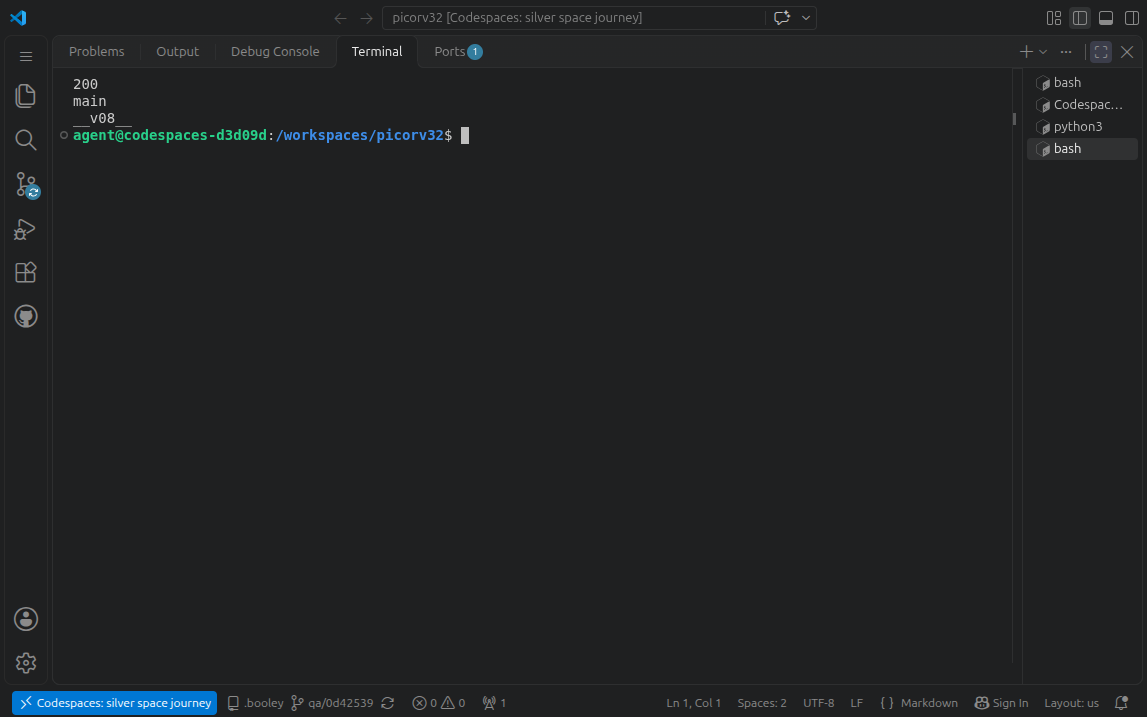 picorv32 [Codespaces: silver space journey]
Problems Output Debug Console Terminal Ports 1
200
main
__v08__
agent@codespaces-d3d09d:/workspaces/picorv32$
bash
Codespac...
python3
bash
Codespaces: silver space journey .booley qa/0d42539 0 0 1 Ln 1, Col 1 Spaces: 2 UTF-8 LF { } Markdown Sign In Layout: us